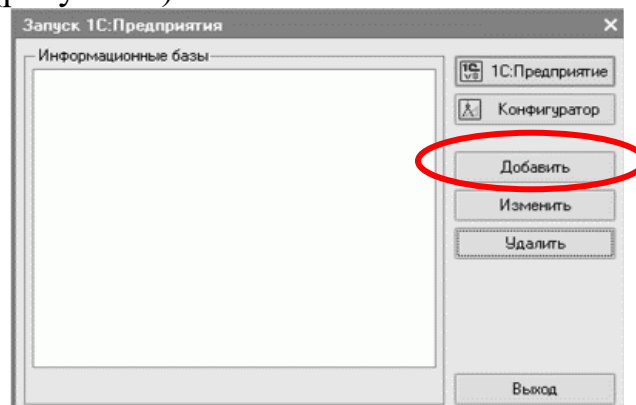 Запуск 1С:Предприятия
Информационные базы
1С:Предприятие
Конфигуратор
Добавить
Изменить
Удалить
Выход